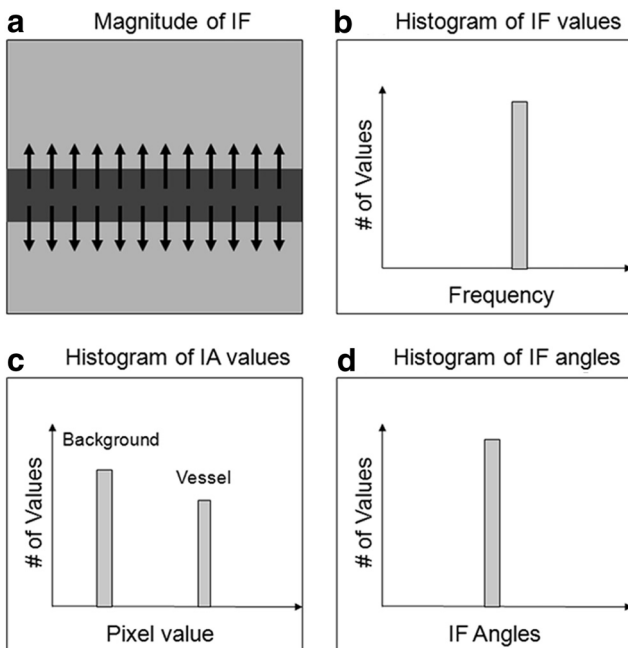 a
Magnitude of IF
b
Histogram of IF values
# of Values
Frequency
c
Histogram of IA values
Background
Vessel
# of Values
Pixel value
d
Histogram of IF angles
# of Values
IF Angles